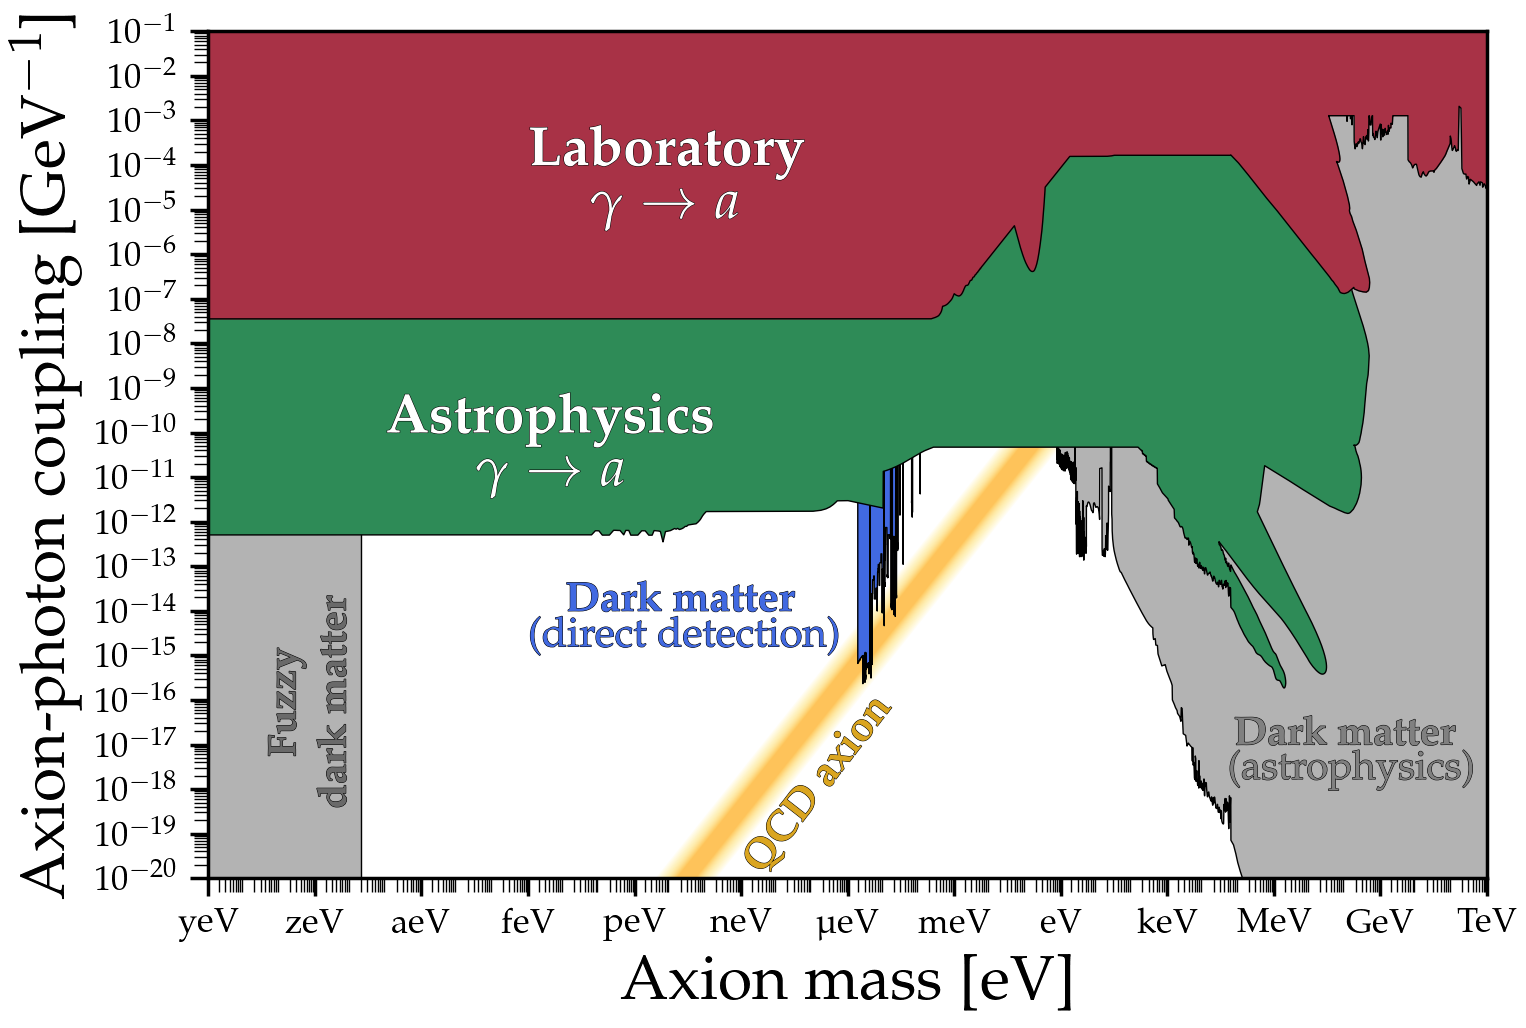 Axion-photon coupling [GeV⁻¹]
10⁻¹
10⁻²
10⁻³
10⁻⁴
10⁻⁵
10⁻⁶
10⁻⁷
10⁻⁸
10⁻⁹
10⁻¹⁰
10⁻¹¹
10⁻¹²
10⁻¹³
10⁻¹⁴
10⁻¹⁵
10⁻¹⁶
10⁻¹⁷
10⁻¹⁸
10⁻¹⁹
10⁻²⁰
Laboratory
γ → a
Astrophysics
γ → a
Dark matter
(direct detection)
Fuzzy
dark matter
QCD axion
Dark matter
(astrophysics)
yeV zeV aeV feV peV neV μeV meV eV keV MeV GeV TeV
Axion mass [eV]